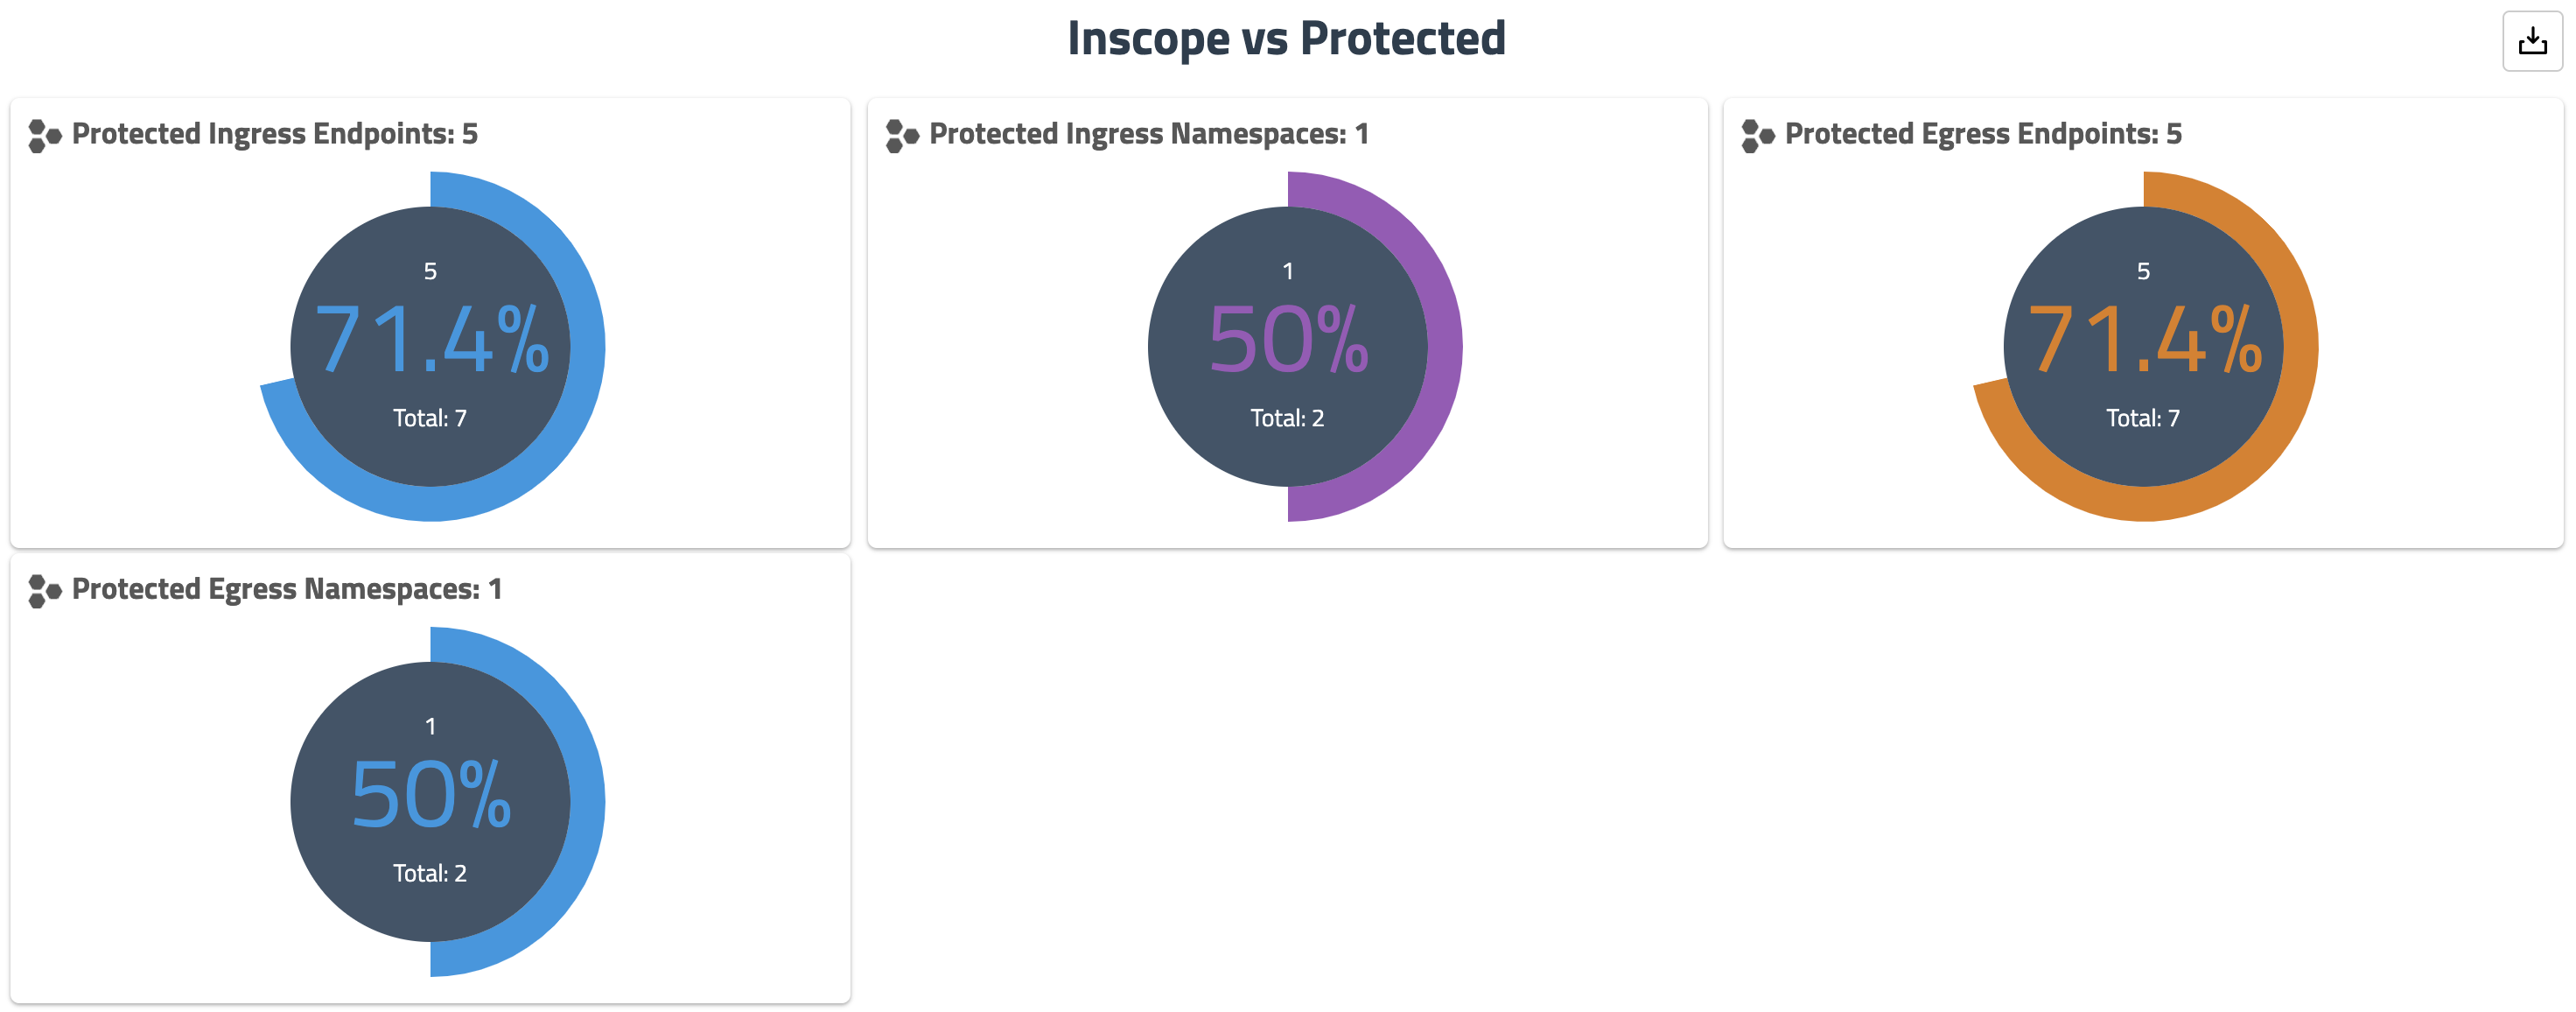 Inscope vs Protected
Protected Ingress Endpoints: 5
5
71.4%
Total: 7
Protected Ingress Namespaces: 1
1
50%
Total: 2
Protected Egress Endpoints: 5
5
71.4%
Total: 7
Protected Egress Namespaces: 1
1
50%
Total: 2